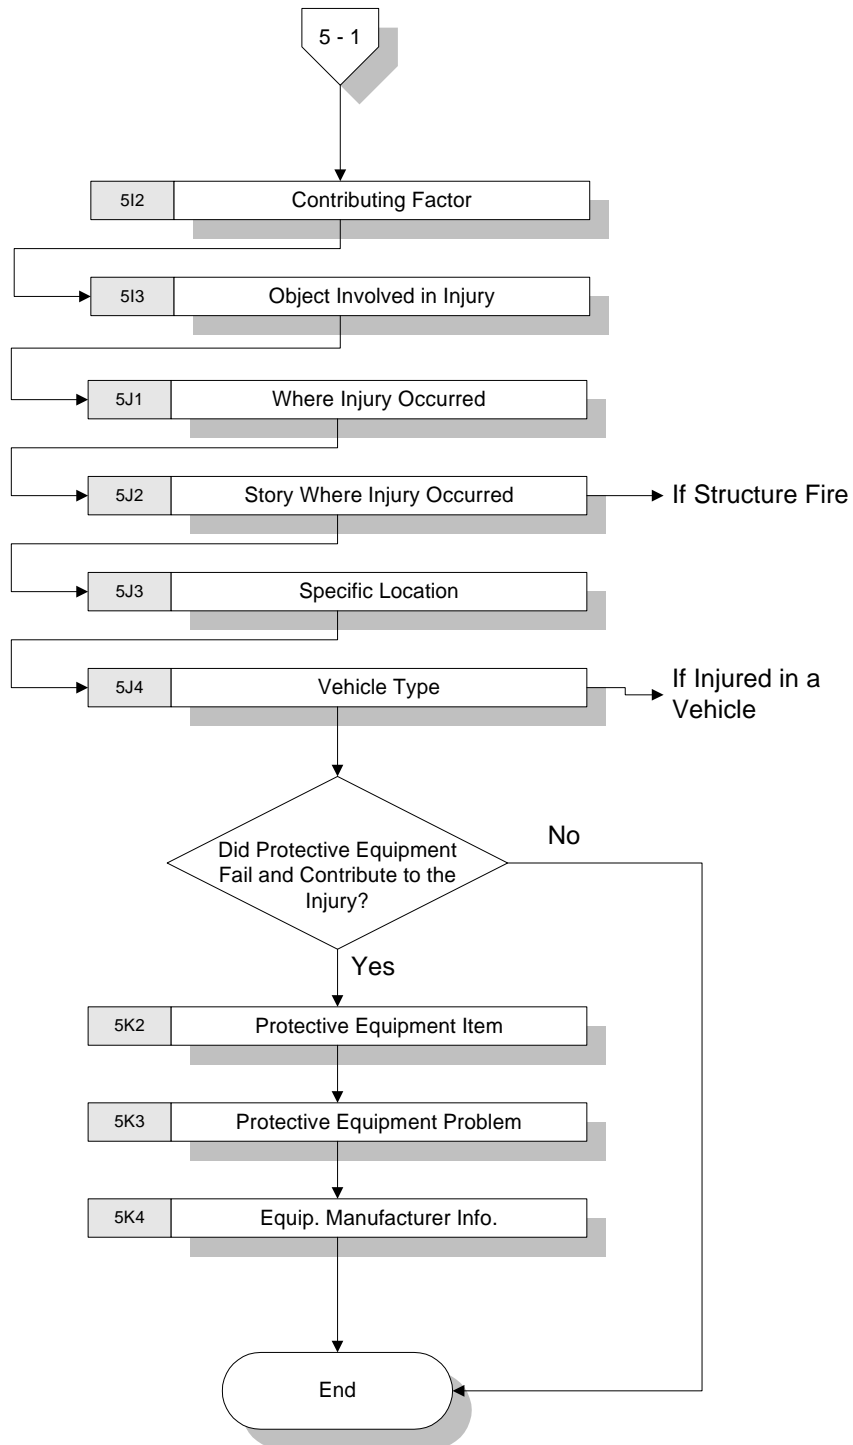 5 - 1
5I2 Contributing Factor
5I3 Object Involved in Injury
5J1 Where Injury Occurred
5J2 Story Where Injury Occurred
If Structure Fire
5J3 Specific Location
5J4 Vehicle Type
If Injured in a
Vehicle
Did Protective Equipment
Fail and Contribute to the
Injury?
No
Yes
5K2 Protective Equipment Item
5K3 Protective Equipment Problem
5K4 Equip. Manufacturer Info.
End